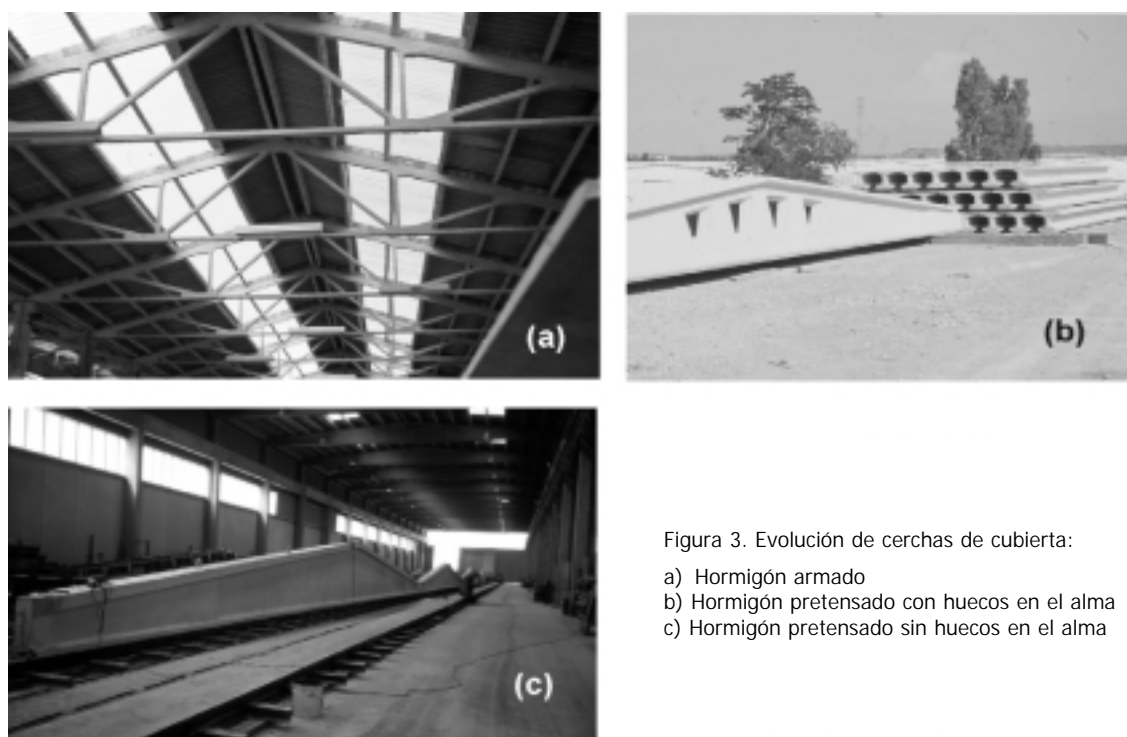 (a)
(b)
(c)
Figura 3. Evolución de cerchas de cubierta:
a) Hormigón armado
b) Hormigón pretensado con huecos en el alma
c) Hormigón pretensado sin huecos en el alma